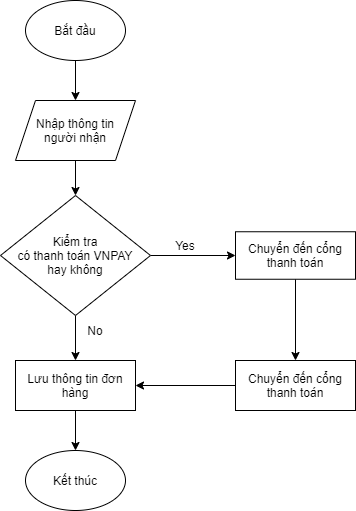 Bắt đầu
Nhập thông tin
người nhận
Kiểm tra
có thanh toán VNPAY
hay không
Yes
Chuyển đến cổng
thanh toán
No
Lưu thông tin đơn
hàng
Chuyển đến cổng
thanh toán
Kết thúc